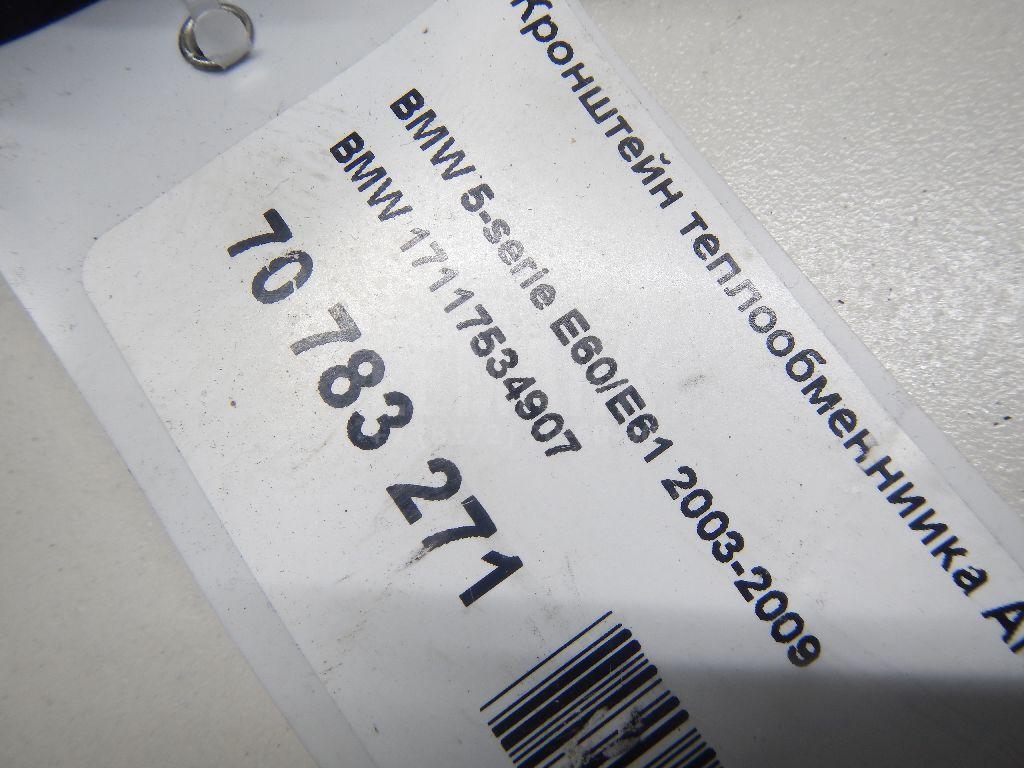 Кронштейн теплообменника
BMW 5-serie E60/E61 2003-2009
BMW 17117534907
70 783 271